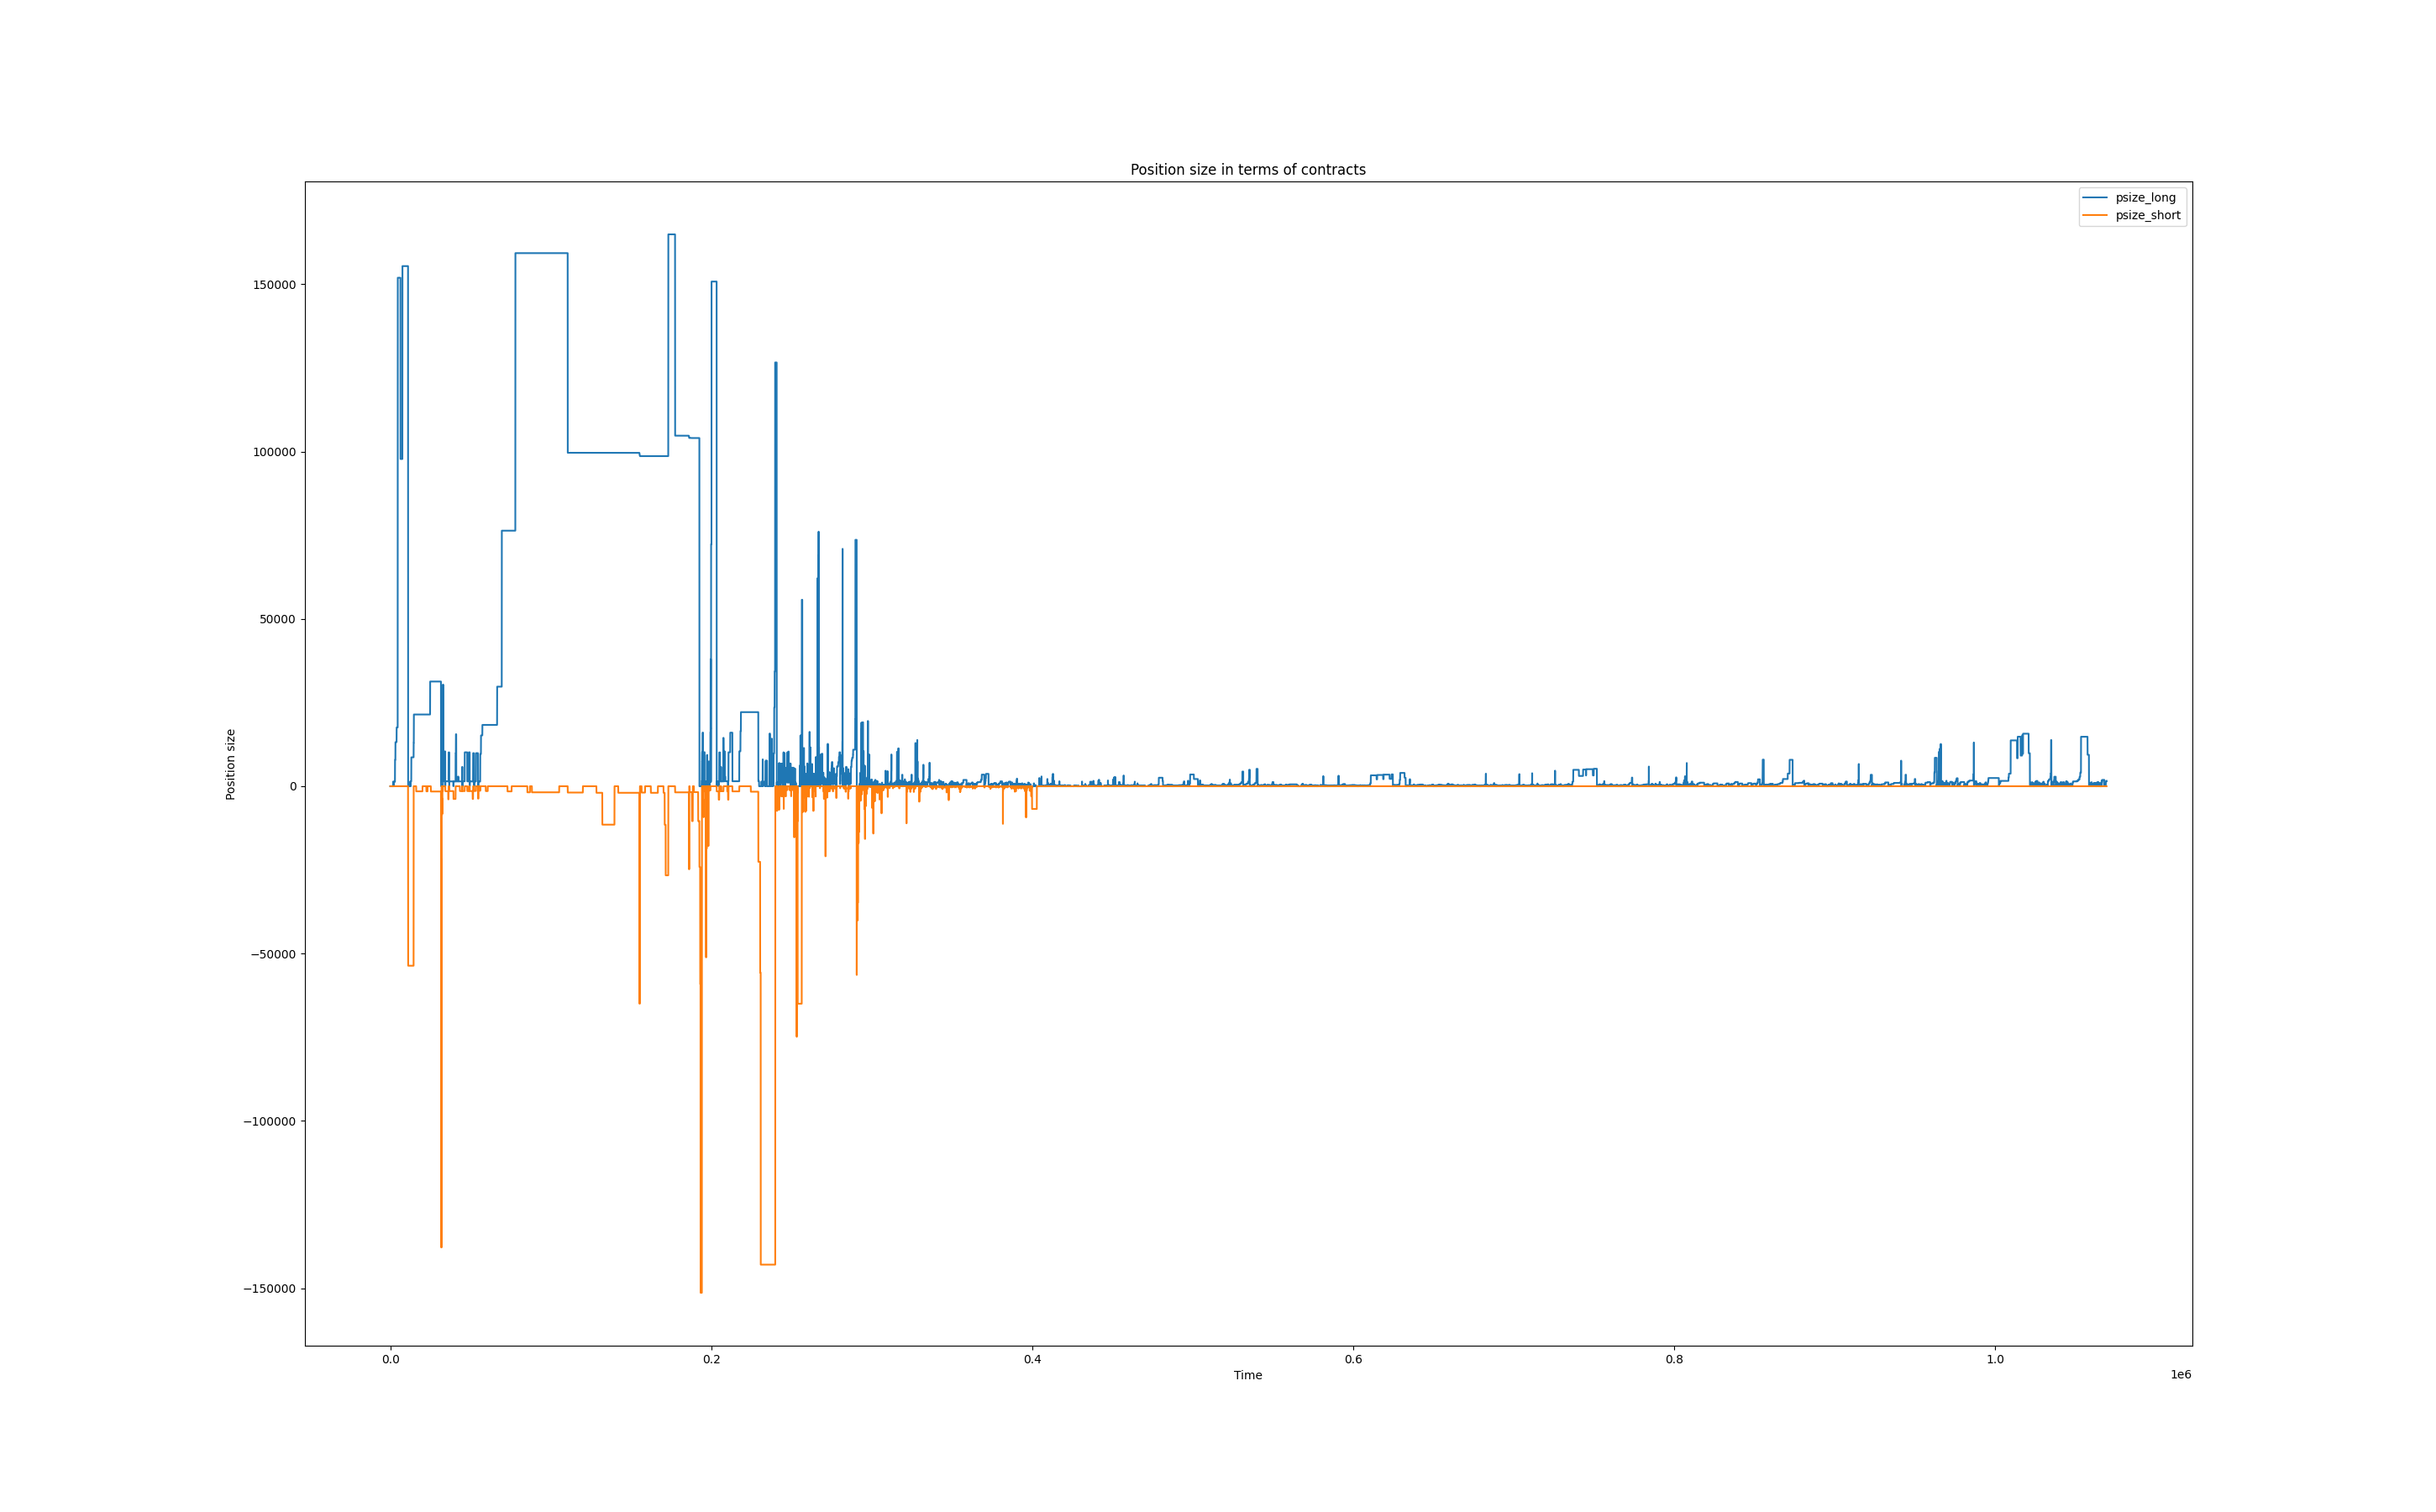 Position size in terms of contracts
psize_long
psize_short
150000
100000
50000
0
−50000
−100000
−150000
Position size
0.0
0.2
0.4
0.6
0.8
1.0
1e6
Time